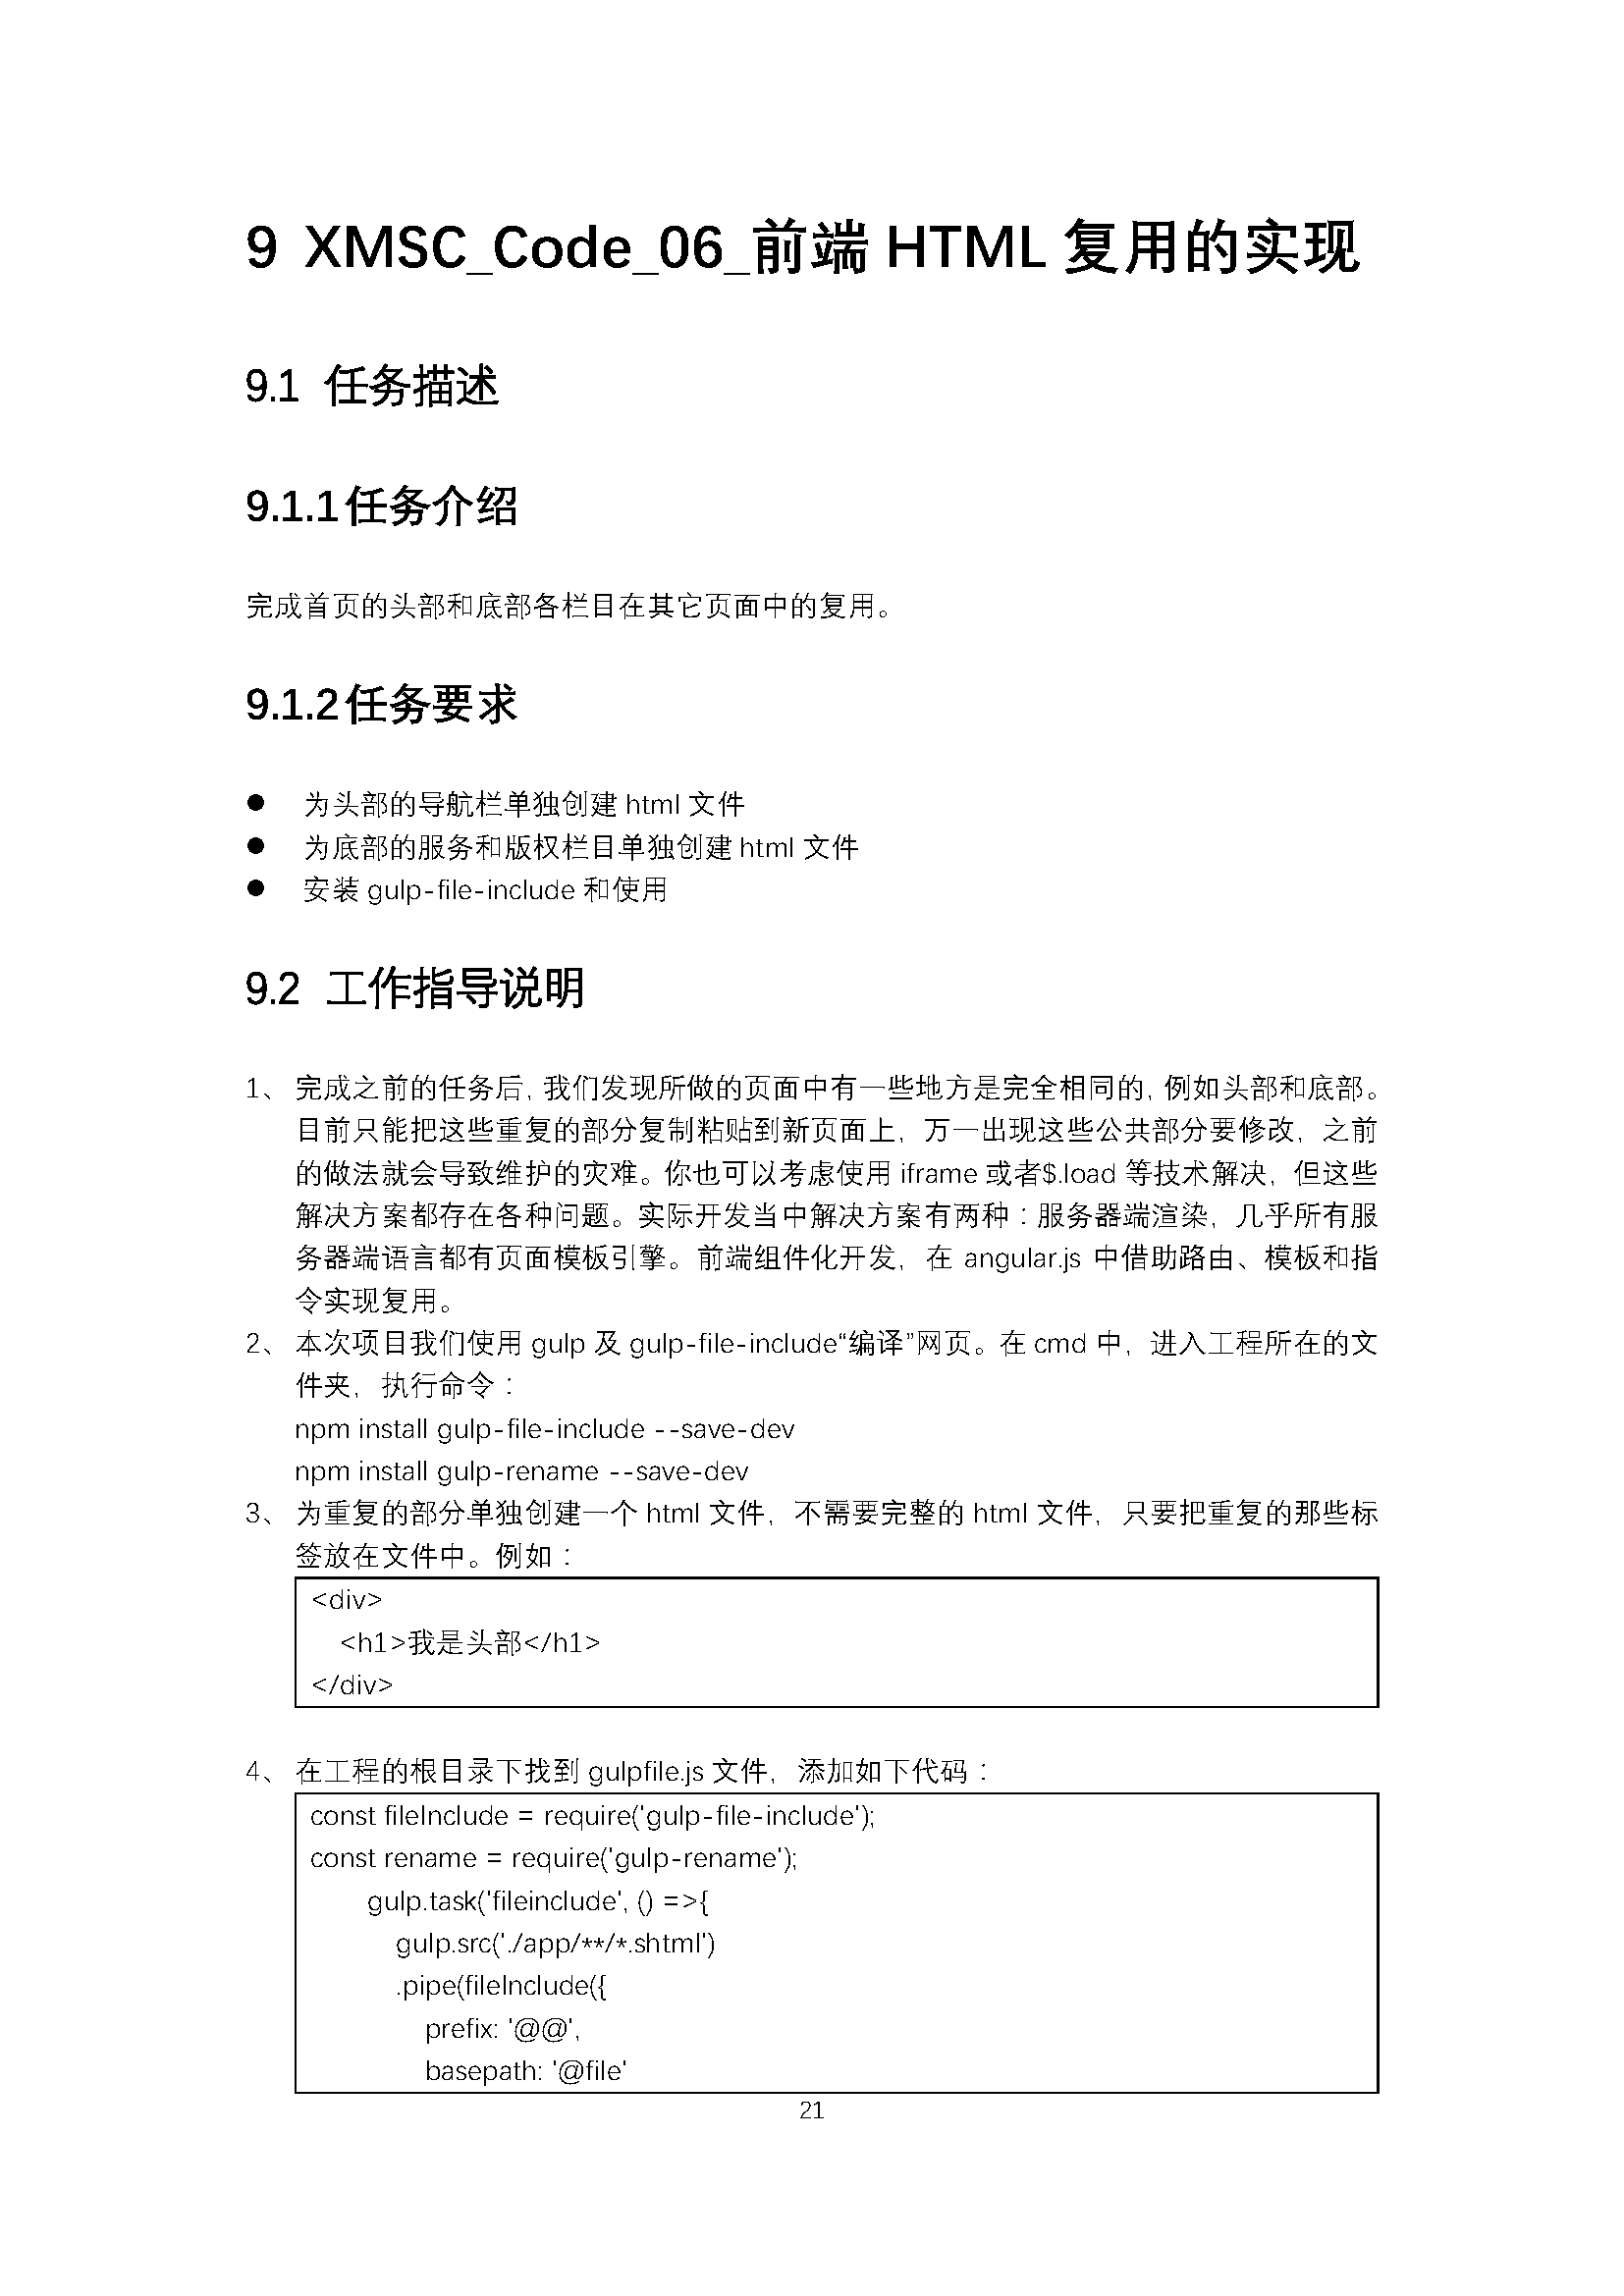 9 XMSC_Code_06_前端 HTML 复用的实现
9.1 任务描述
9.1.1任务介绍
完成首页的头部和底部各栏目在其它页面中的复用。
9.1.2任务要求
● 为头部的导航栏单独创建 html 文件
● 为底部的服务和版权栏目单独创建 html 文件
● 安装 gulp-file-include 和使用
9.2 工作指导说明
1、 完成之前的任务后，我们发现所做的页面中有一些地方是完全相同的，例如头部和底部。
目前只能把这些重复的部分复制粘贴到新页面上，万一出现这些公共部分要修改，之前
的做法就会导致维护的灾难。你也可以考虑使用 iframe 或者$.load 等技术解决，但这些
解决方案都存在各种问题。实际开发当中解决方案有两种：服务器端渲染，几乎所有服
务器端语言都有页面模板引擎。前端组件化开发，在 angular.js 中借助路由、模板和指
令实现复用。
2、 本次项目我们使用 gulp 及 gulp-file-include“编译”网页。在 cmd 中，进入工程所在的文
件夹，执行命令：
npm install gulp-file-include --save-dev
npm install gulp-rename --save-dev
3、 为重复的部分单独创建一个 html 文件，不需要完整的 html 文件，只要把重复的那些标
签放在文件中。例如：
<div>
<h1>我是头部</h1>
</div>
4、 在工程的根目录下找到 gulpfile.js 文件，添加如下代码：
const fileInclude = require('gulp-file-include');
const rename = require('gulp-rename');
gulp.task('fileinclude', () =>{
gulp.src('./app/**/*.shtml')
.pipe(fileInclude({
prefix: '@@',
basepath: '@file'
21